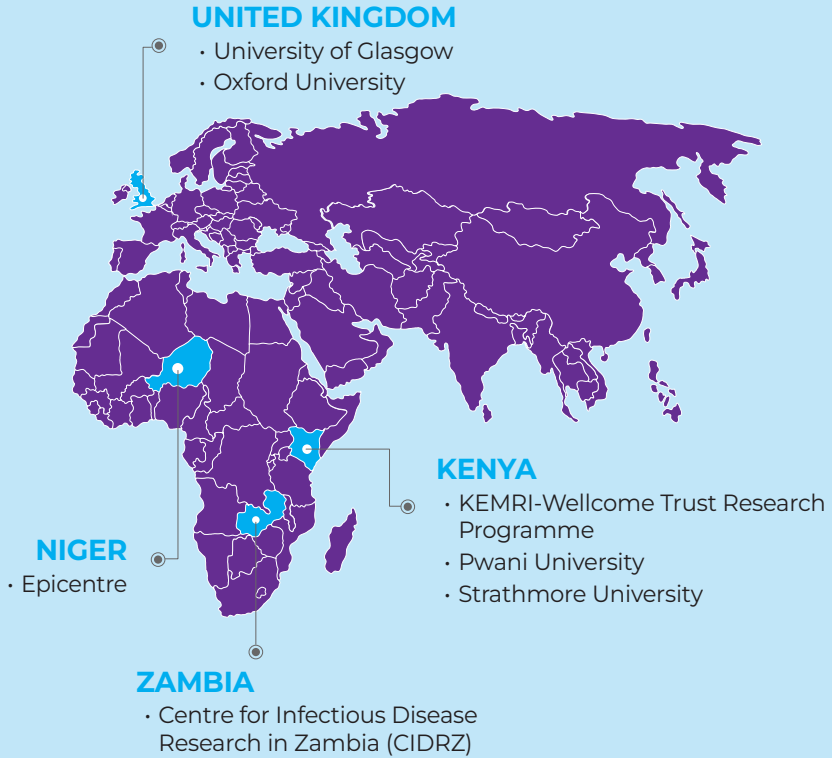 UNITED KINGDOM
· University of Glasgow
· Oxford University
KENYA
· KEMRI-Wellcome Trust Research
Programme
· Pwani University
· Strathmore University
NIGER
· Epicentre
ZAMBIA
· Centre for Infectious Disease
Research in Zambia (CIDRZ)